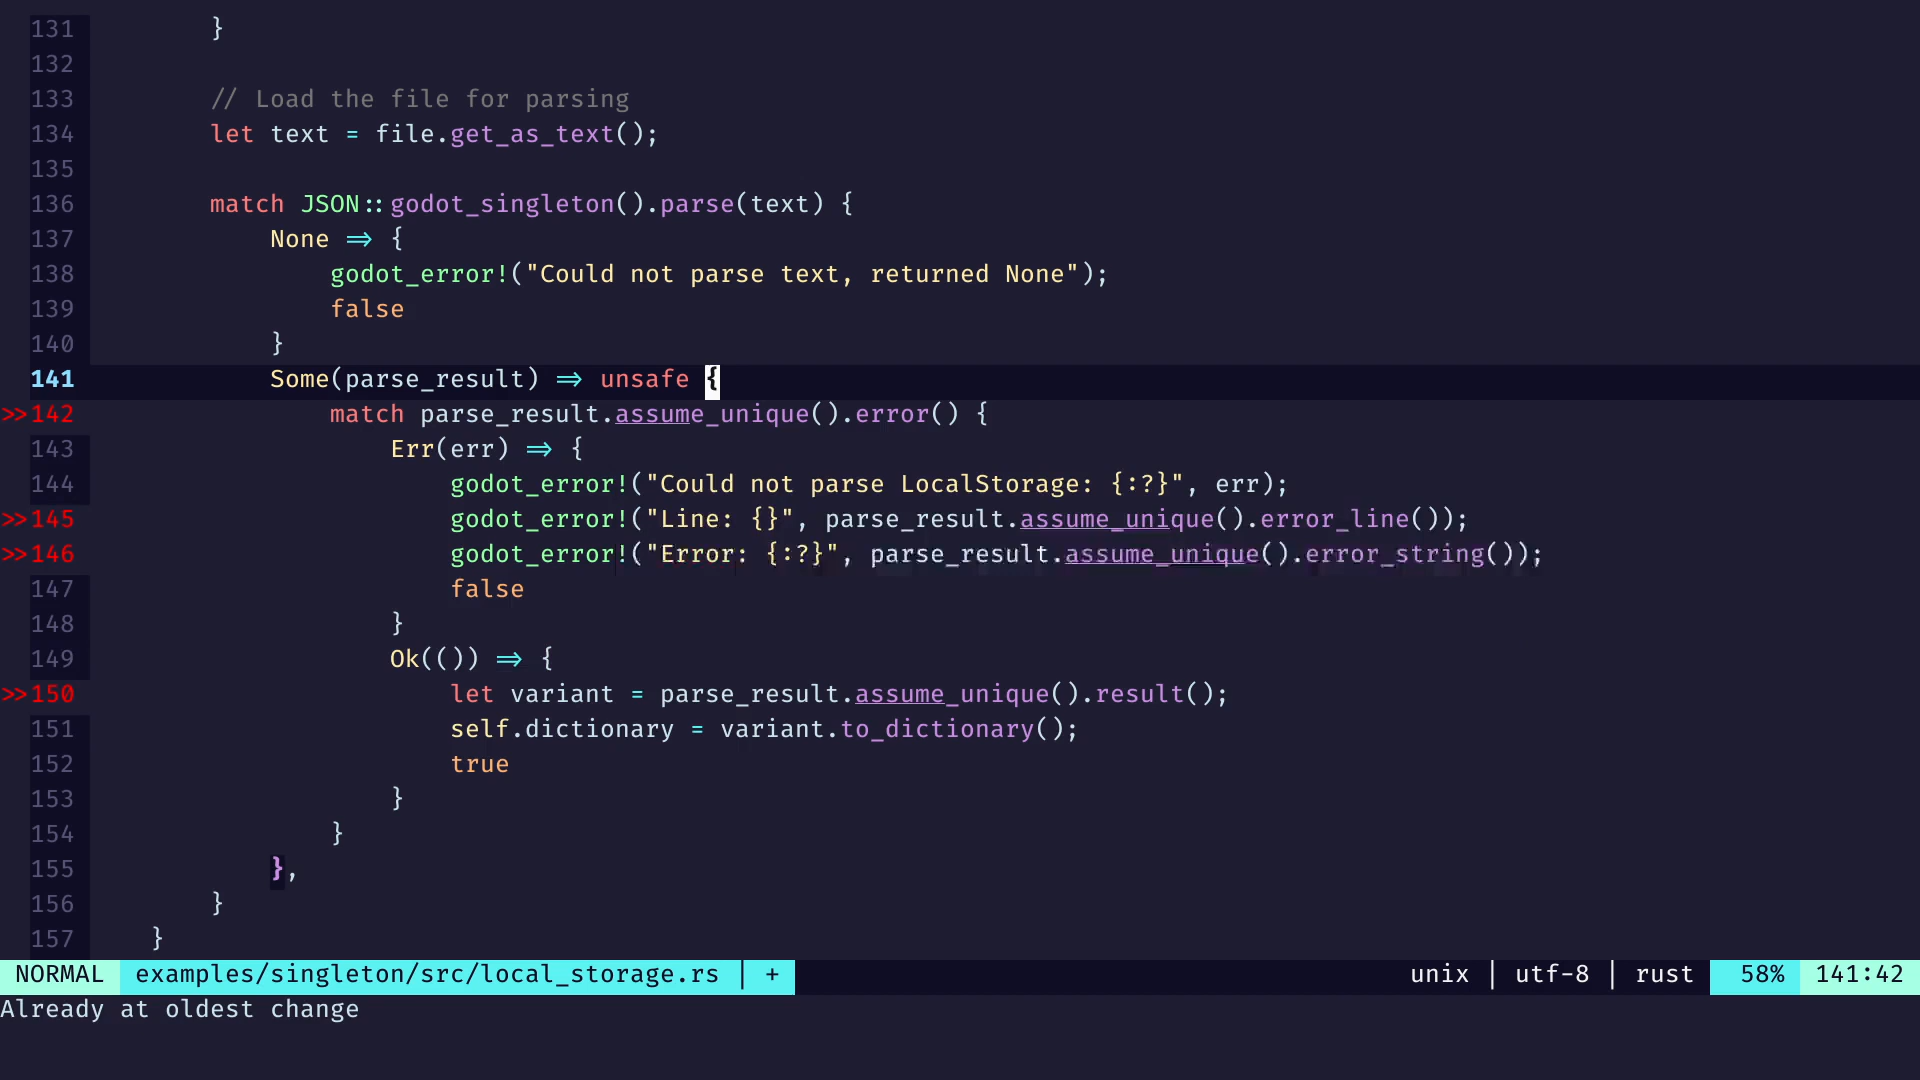 131         }
132
133         // Load the file for parsing
134         let text = file.get_as_text();
135
136         match JSON::godot_singleton().parse(text) {
137             None => {
138                 godot_error!("Could not parse text, returned None");
139                 false
140             }
141             Some(parse_result) => unsafe {
>>142                 match parse_result.assume_unique().error() {
143                     Err(err) => {
144                         godot_error!("Could not parse LocalStorage: {:?}", err);
>>145                         godot_error!("Line: {}", parse_result.assume_unique().error_line());
>>146                         godot_error!("Error: {:?}", parse_result.assume_unique().error_string());
147                         false
148                     }
149                     Ok(()) => {
>>150                         let variant = parse_result.assume_unique().result();
151                         self.dictionary = variant.to_dictionary();
152                         true
153                     }
154                 }
155             },
156         }
157     }
NORMAL examples/singleton/src/local_storage.rs | + unix | utf-8 | rust 58% 141:42
Already at oldest change